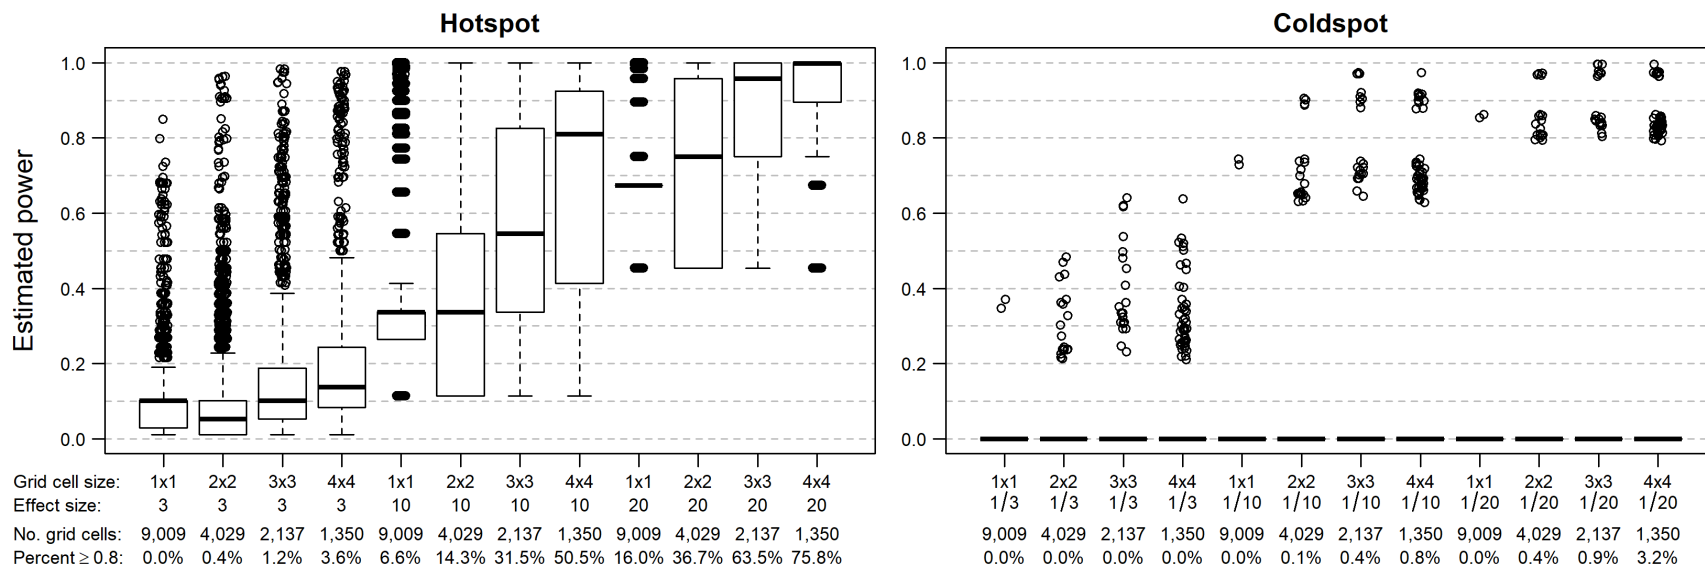 Hotspot
Coldspot
Estimated power
1.0
0.8
0.6
0.4
0.2
0.0
1.0
0.8
0.6
0.4
0.2
0.0
Grid cell size: 1x1 2x2 3x3 4x4 1x1 2x2 3x3 4x4 1x1 2x2 3x3 4x4
Effect size: 3 3 3 3 10 10 10 10 20 20 20 20
No. grid cells: 9,009 4,029 2,137 1,350 9,009 4,029 2,137 1,350 9,009 4,029 2,137 1,350
Percent ≥ 0.8: 0.0% 0.4% 1.2% 3.6% 6.6% 14.3% 31.5% 50.5% 16.0% 36.7% 63.5% 75.8%
1x1 2x2 3x3 4x4 1x1 2x2 3x3 4x4 1x1 2x2 3x3 4x4
1/3 1/3 1/3 1/3 1/10 1/10 1/10 1/10 1/20 1/20 1/20 1/20
9,009 4,029 2,137 1,350 9,009 4,029 2,137 1,350 9,009 4,029 2,137 1,350
0.0% 0.0% 0.0% 0.0% 0.0% 0.1% 0.4% 0.8% 0.0% 0.4% 0.9% 3.2%